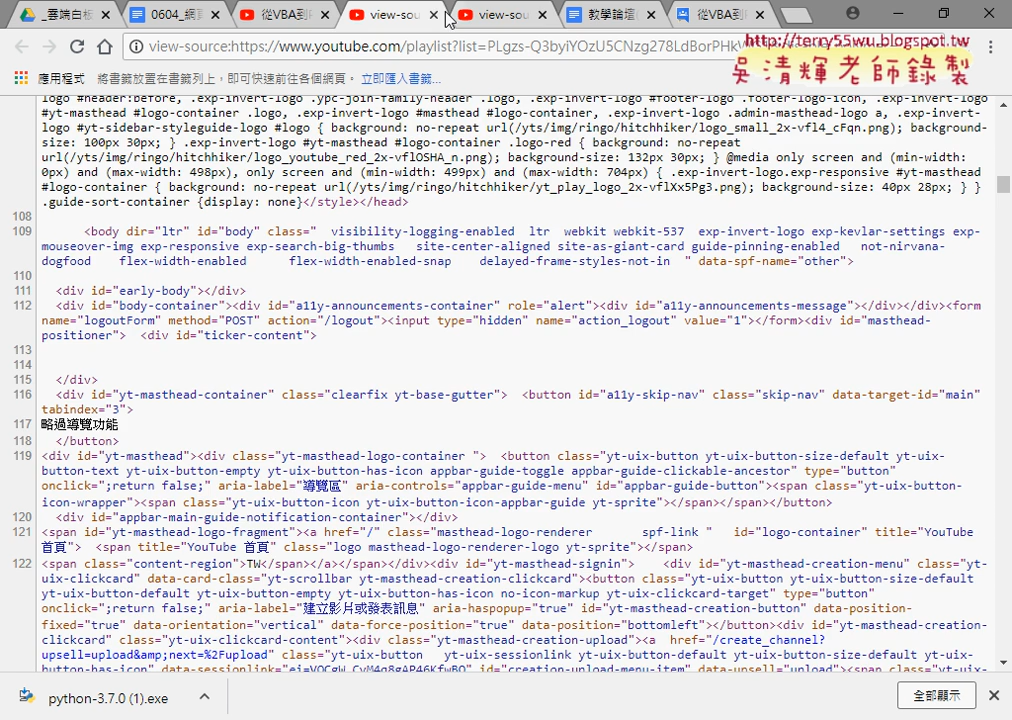 _雲端白板
0604_網頁
從VBA到F
view-sou
view-sou
教學論壇(
從VBA到F
view-source:https://www.youtube.com/playlist?list=PLgzs-Q3byiYOzU5CNzg278LdBorPHk
http://terry55wu.blogspot.tw
吳清輝老師錄製
應用程式 將書籤放置在書籤列上,即可快速前往各個網頁。 立即匯入書籤...
logo #header:before, .exp-invert-logo .ypc-join-family-header .logo, .exp-invert-logo #footer-logo .footer-logo-icon, .exp-invert-logo
#yt-masthead #logo-container .logo, .exp-invert-logo #masthead #logo-container, .exp-invert-logo .admin-masthead-logo a, .exp-invert-
logo #yt-sidebar-styleguide-logo #logo { background: no-repeat url(/yts/img/ringo/hitchhiker/logo_small_2x-vfl4_cFqn.png); background-
size: 100px 30px; } .exp-invert-logo #yt-masthead #logo-container .logo-red { background: no-repeat
url(/yts/img/ringo/hitchhiker/logo_youtube_red_2x-vflOSHA_n.png); background-size: 132px 30px; } @media only screen and (min-width:
0px) and (max-width: 498px), only screen and (min-width: 499px) and (max-width: 704px) { .exp-invert-logo.exp-responsive #yt-masthead
#logo-container { background: no-repeat url(/yts/img/ringo/hitchhiker/yt_play_logo_2x-vflXx5Pg3.png); background-size: 40px 28px; } }
.guide-sort-container {display: none}</style></head>
108
109 <body dir="ltr" id="body" class=" visibility-logging-enabled ltr webkit webkit-537 exp-invert-logo exp-kevlar-settings exp-
mouseover-img exp-responsive exp-search-big-thumbs site-center-aligned site-as-giant-card guide-pinning-enabled not-nirvana-
dogfood flex-width-enabled flex-width-enabled-snap delayed-frame-styles-not-in " data-spf-name="other">
110
111 <div id="early-body"></div>
112 <div id="body-container"><div id="a11y-announcements-container" role="alert"><div id="a11y-announcements-message"></div></div><form
name="logoutForm" method="POST" action="/logout"><input type="hidden" name="action_logout" value="1"></form><div id="masthead-
positioner"> <div id="ticker-content">
113
114
115 </div>
116 <div id="yt-masthead-container" class="clearfix yt-base-gutter"> <button id="a11y-skip-nav" class="skip-nav" data-target-id="main"
tabindex="3">
117 略過導覽功能
118 </button>
119 <div id="yt-masthead"><div class="yt-masthead-logo-container "> <button class="yt-uix-button yt-uix-button-size-default yt-uix-
button-text yt-uix-button-empty yt-uix-button-has-icon appbar-guide-toggle appbar-guide-clickable-ancestor" type="button"
onclick=";return false;" aria-label="導覽區" aria-controls="appbar-guide-menu" id="appbar-guide-button"><span class="yt-uix-button-
icon-wrapper"><span class="yt-uix-button-icon yt-uix-button-icon-appbar-guide yt-sprite"></span></span></button>
120 <div id="appbar-main-guide-notification-container"></div>
121 <span id="yt-masthead-logo-fragment"><a href="/" class="masthead-logo-renderer spf-link " id="logo-container" title="YouTube
首頁"> <span title="YouTube 首頁" class="logo masthead-logo-renderer-logo yt-sprite"></span>
122 <span class="content-region">TW</span></a></span></div><div id="yt-masthead-signin"> <div id="yt-masthead-creation-menu" class="yt-
uix-clickcard" data-card-class="yt-scrollbar yt-masthead-creation-clickcard"><button class="yt-uix-button yt-uix-button-size-default
yt-uix-button-default yt-uix-button-empty yt-uix-button-has-icon no-icon-markup yt-uix-clickcard-target" type="button"
onclick=";return false;" aria-label="建立影片或發表訊息" aria-haspopup="true" id="yt-masthead-creation-button" data-position-
fixed="true" data-orientation="vertical" data-force-position="true" data-position="bottomleft"></button><div id="yt-masthead-
creation-menu" class="yt-uix-clickcard-content"><div class="yt-masthead-creation-upload"><a href="/create_channel?
upsell=upload&amp;next=%2Fupload" class="yt-uix-button yt-uix-sessionlink yt-uix-button-default yt-uix-button-size-default yt-uix-
python-3.7.0 (1).exe
全部顯示